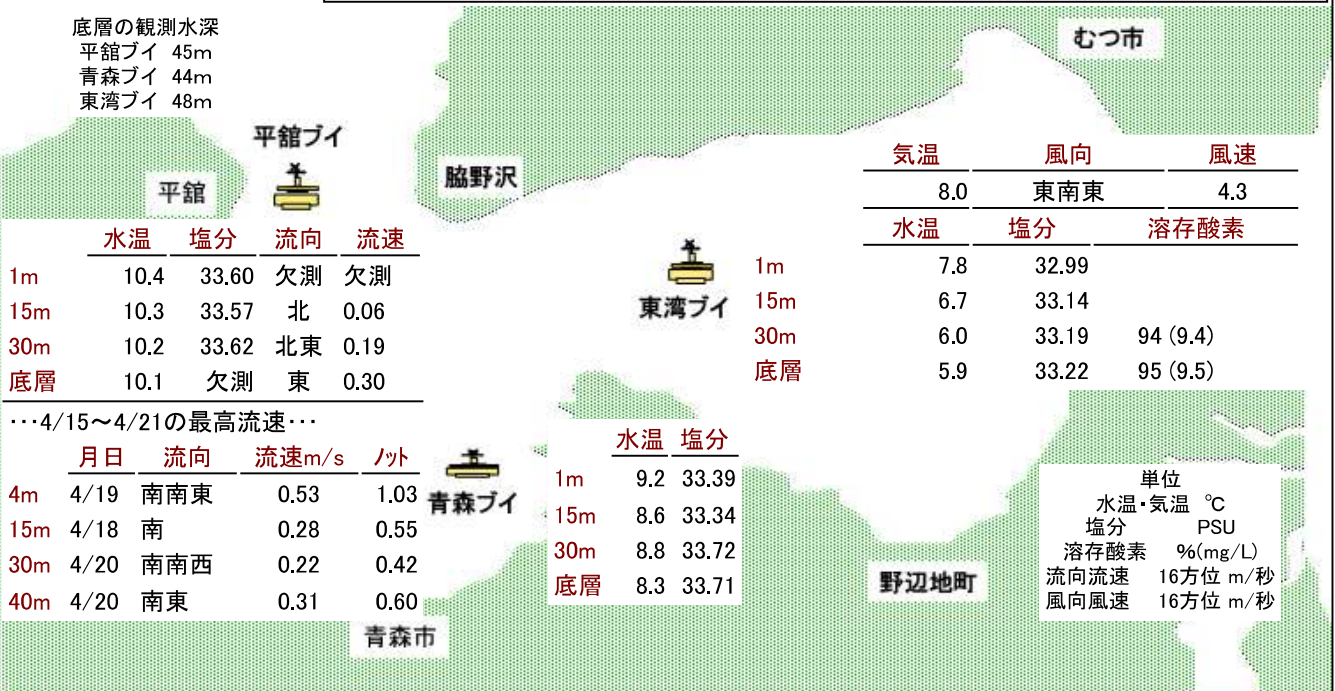 底層の観測水深
平舘ブイ 45m
青森ブイ 44m
東湾ブイ 48m
むつ市
平舘ブイ
平舘
脇野沢
気温 風向 風速
8.0 東南東 4.3
水温 塩分 溶存酸素
1m 7.8 32.99
15m 6.7 33.14
30m 6.0 33.19 94 (9.4)
底層 5.9 33.22 95 (9.5)
東湾ブイ
水温 塩分 流向 流速
1m 10.4 33.60 欠測 欠測
15m 10.3 33.57 北 0.06
30m 10.2 33.62 北東 0.19
底層 10.1 欠測 東 0.30
…4/15～4/21の最高流速…
月日 流向 流速m/s ノット
4m 4/19 南南東 0.53 1.03
15m 4/18 南 0.28 0.55
30m 4/20 南南西 0.22 0.42
40m 4/20 南東 0.31 0.60
青森ブイ
水温 塩分
1m 9.2 33.39
15m 8.6 33.34
30m 8.8 33.72
底層 8.3 33.71
単位
水温・気温 ℃
塩分 PSU
溶存酸素 %(mg/L)
流向流速 16方位 m/秒
風向風速 16方位 m/秒
野辺地町
青森市